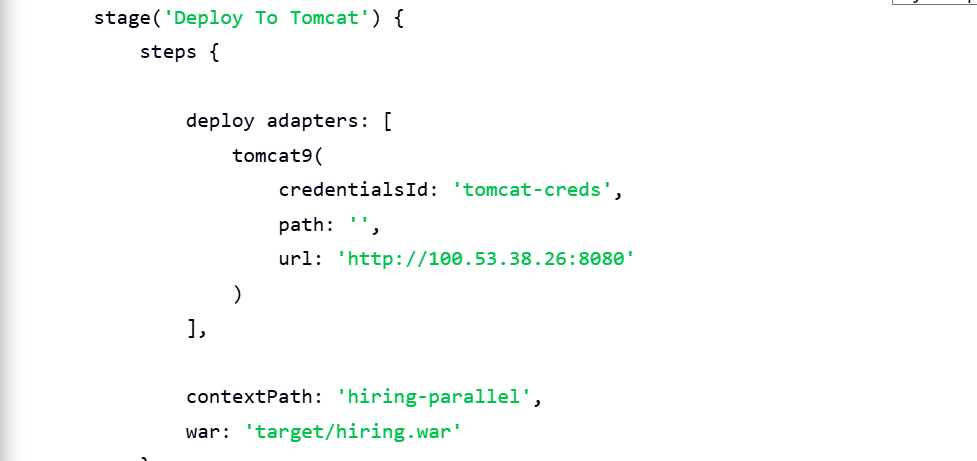 stage('Deploy To Tomcat') {
steps {
deploy adapters: [
tomcat9(
credentialsId: 'tomcat-creds',
path: '',
url: 'http://100.53.38.26:8080'
)
],
contextPath: 'hiring-parallel',
war: 'target/hiring.war'